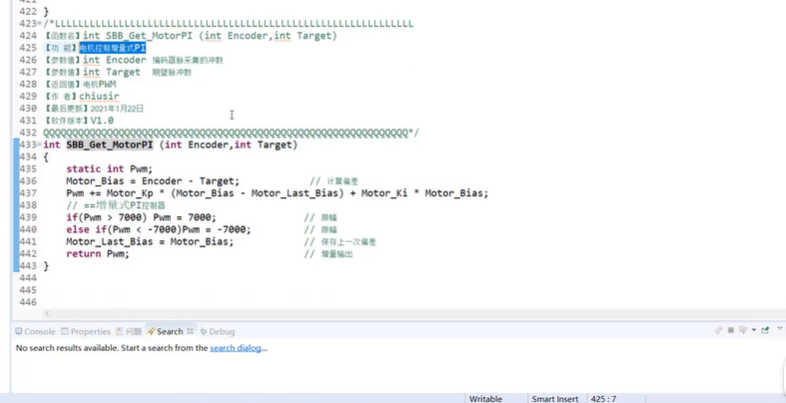 422 }
423 /*LLLLLLLLLLLLLLLLLLLLLLLLLLLLLLLLLLLLLLLLLLLLLLLLLLLLLLLLLLLLLLLLLLL
424 【函数名】int SBB_Get_MotorPI (int Encoder,int Target)
425 【功 能】电机控制增量式PI
426 【参数值】int Encoder 编码器脉采集的冲数
427 【参数值】int Target 期望脉冲数
428 【返回值】电机PWM
429 【作 者】chiusir
430 【最后更新】2021年1月22日
431 【软件版本】V1.0
432 QQQQQQQQQQQQQQQQQQQQQQQQQQQQQQQQQQQQQQQQQQQQQQQQQQQQQQQQQQQQQQQQQQQQ*/
433 int SBB_Get_MotorPI (int Encoder,int Target)
434 {
435 static int Pwm;
436 Motor_Bias = Encoder - Target; // 计算偏差
437 Pwm += Motor_Kp * (Motor_Bias - Motor_Last_Bias) + Motor_Ki * Motor_Bias;
438 // ==增量式PI控制器
439 if(Pwm > 7000) Pwm = 7000; // 限幅
440 else if(Pwm < -7000)Pwm = -7000; // 限幅
441 Motor_Last_Bias = Motor_Bias; // 保存上一次偏差
442 return Pwm; // 增量输出
443 }
444
445
446
Console Properties 问题 Search Debug
No search results available. Start a search from the search dialog...
Writable Smart Insert 425 : 7